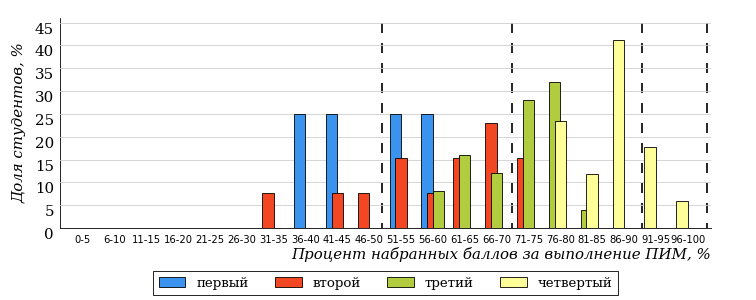 Доля студентов, %
45
40
35
30
25
20
15
10
5
0
0-5 6-10 11-15 16-20 21-25 26-30 31-35 36-40 41-45 46-50 51-55 56-60 61-65 66-70 71-75 76-80 81-85 86-90 91-95 96-100
Процент набранных баллов за выполнение ПИМ, %
первый второй третий четвертый